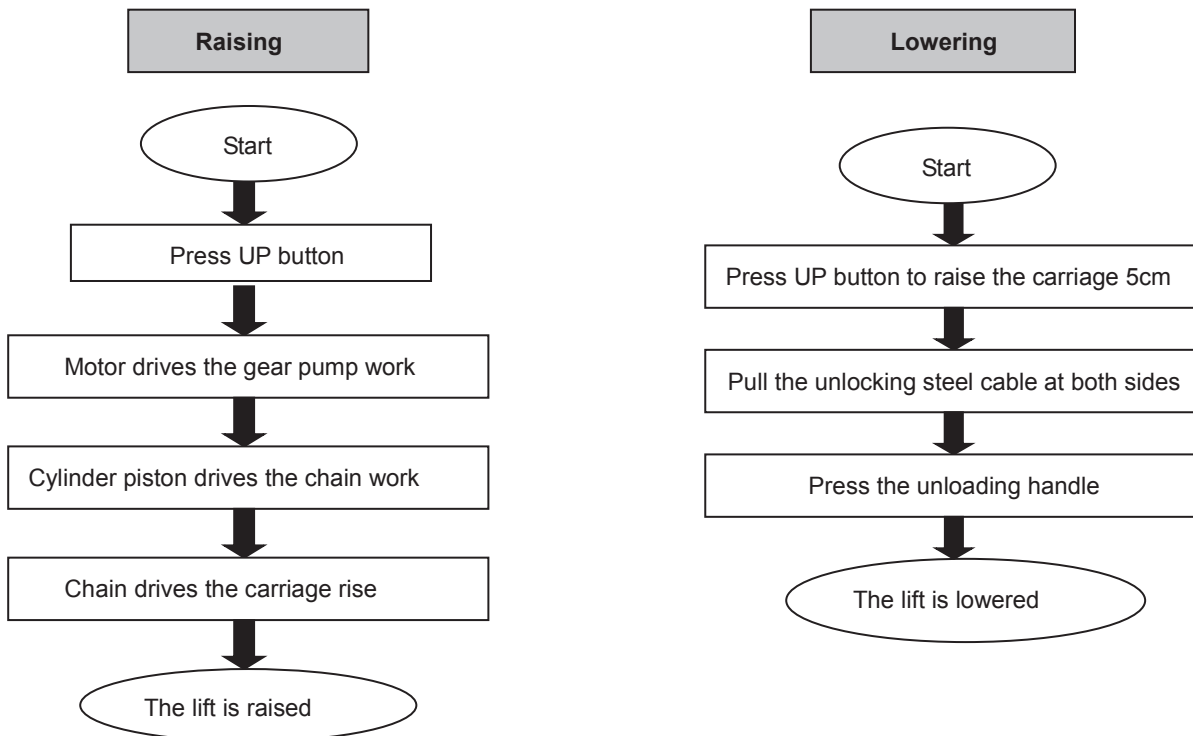 Raising
Start
Press UP button
Motor drives the gear pump work
Cylinder piston drives the chain work
Chain drives the carriage rise
The lift is raised
Lowering
Start
Press UP button to raise the carriage 5cm
Pull the unlocking steel cable at both sides
Press the unloading handle
The lift is lowered